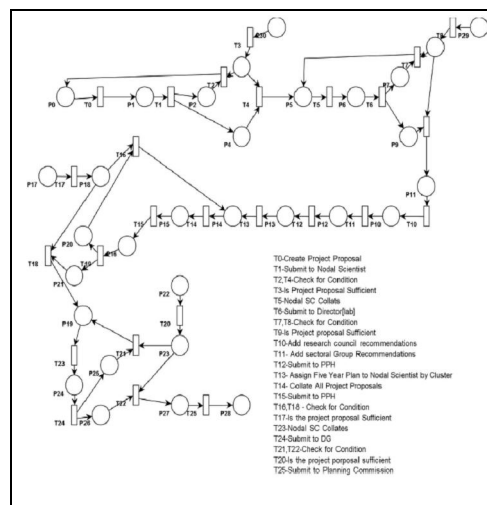 P30
T3
T8
P29
T2
P7
T7
P0
T0
P1
T1
P2
T4
P5
T5
P6
T6
P4
P9
T16
P11
P17
T17
P18
T15
P15
T14
P14
T13
P13
T12
P12
T11
P10
T10
P20
T19
P16
T18
P21
P22
P19
T20
T23
T21
P23
P25
P24
T22
T24
P26
P27
T25
P28
T0-Create Project Proposal
T1-Submit to Nodal Scientist
T2,T4-Check for Condition
T3-Is Project Proposal Sufficient
T5-Nodal SC Collats
T6-Submit to Director[lab]
T7,T8-Check for Condition
T9-Is Project proposal Sufficient
T10-Add research council recommendations
T11- Add sectoral Group Recommendations
T12-Submit to PPH
T13- Assign Five Year Plan to Nodal Scientist by Cluster
T14- Collate All Project Proposals
T15-Submit to PPH
T16,T18 - Check for Condition
T17-Is the project proposal Sufficient
T23-Nodal SC Collates
T24-Submit to DG
T21,T22-Check for Condition
T20-Is the project porposal sufficient
T25-Submit to Planning Commission